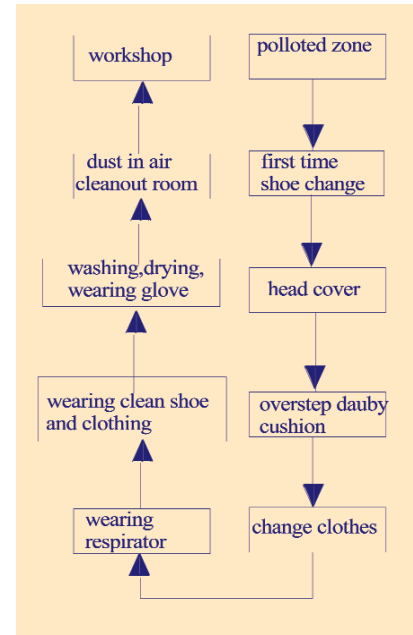 polloted zone
first time
shoe change
head cover
overstep dauby
cushion
change clothes
wearing
respirator
wearing clean shoe
and clothing
washing,drying,
wearing glove
dust in air
cleanout room
workshop